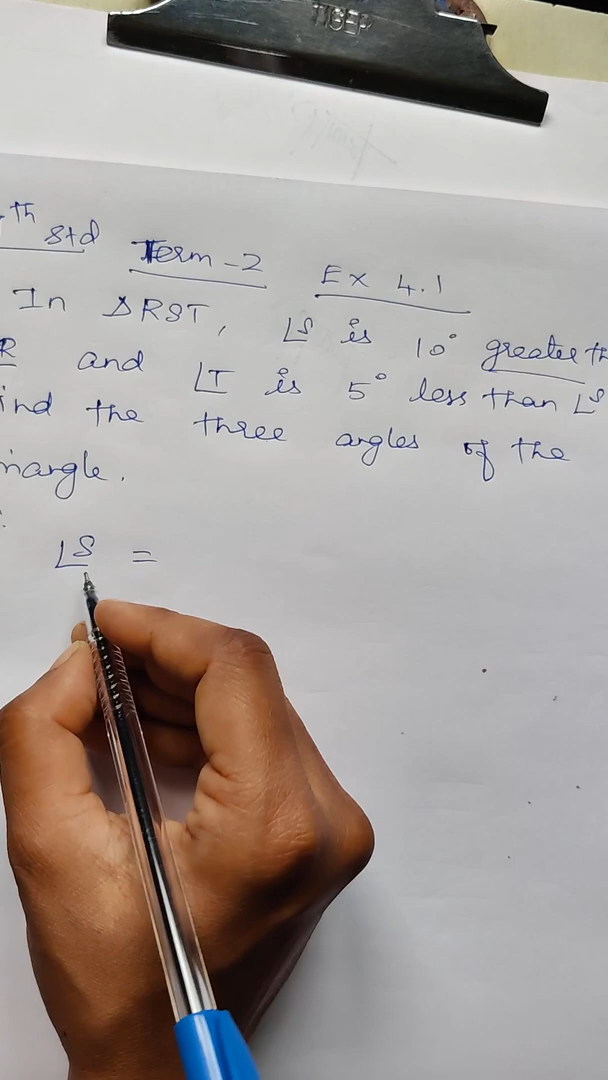 TIGER
th std Term-2 Ex 4.1
In ΔRST, ∠S is 10° greater th
R and ∠T is 5° less than ∠S
ind the three angles of the
iangle.
∠S =